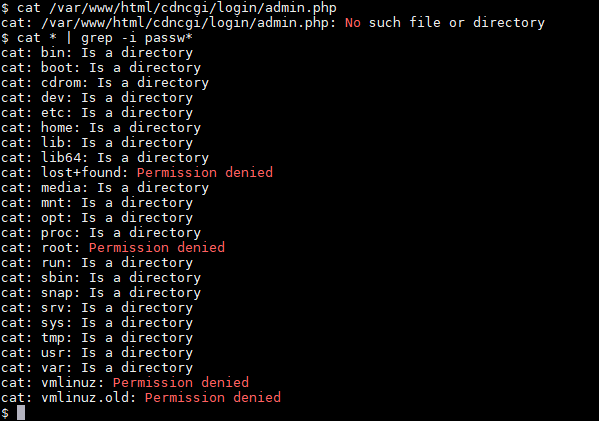 $ cat /var/www/html/cdncgi/login/admin.php
cat: /var/www/html/cdncgi/login/admin.php: No such file or directory
$ cat * | grep -i passw*
cat: bin: Is a directory
cat: boot: Is a directory
cat: cdrom: Is a directory
cat: dev: Is a directory
cat: etc: Is a directory
cat: home: Is a directory
cat: lib: Is a directory
cat: lib64: Is a directory
cat: lost+found: Permission denied
cat: media: Is a directory
cat: mnt: Is a directory
cat: opt: Is a directory
cat: proc: Is a directory
cat: root: Permission denied
cat: run: Is a directory
cat: sbin: Is a directory
cat: snap: Is a directory
cat: srv: Is a directory
cat: sys: Is a directory
cat: tmp: Is a directory
cat: usr: Is a directory
cat: var: Is a directory
cat: vmlinuz: Permission denied
cat: vmlinuz.old: Permission denied
$